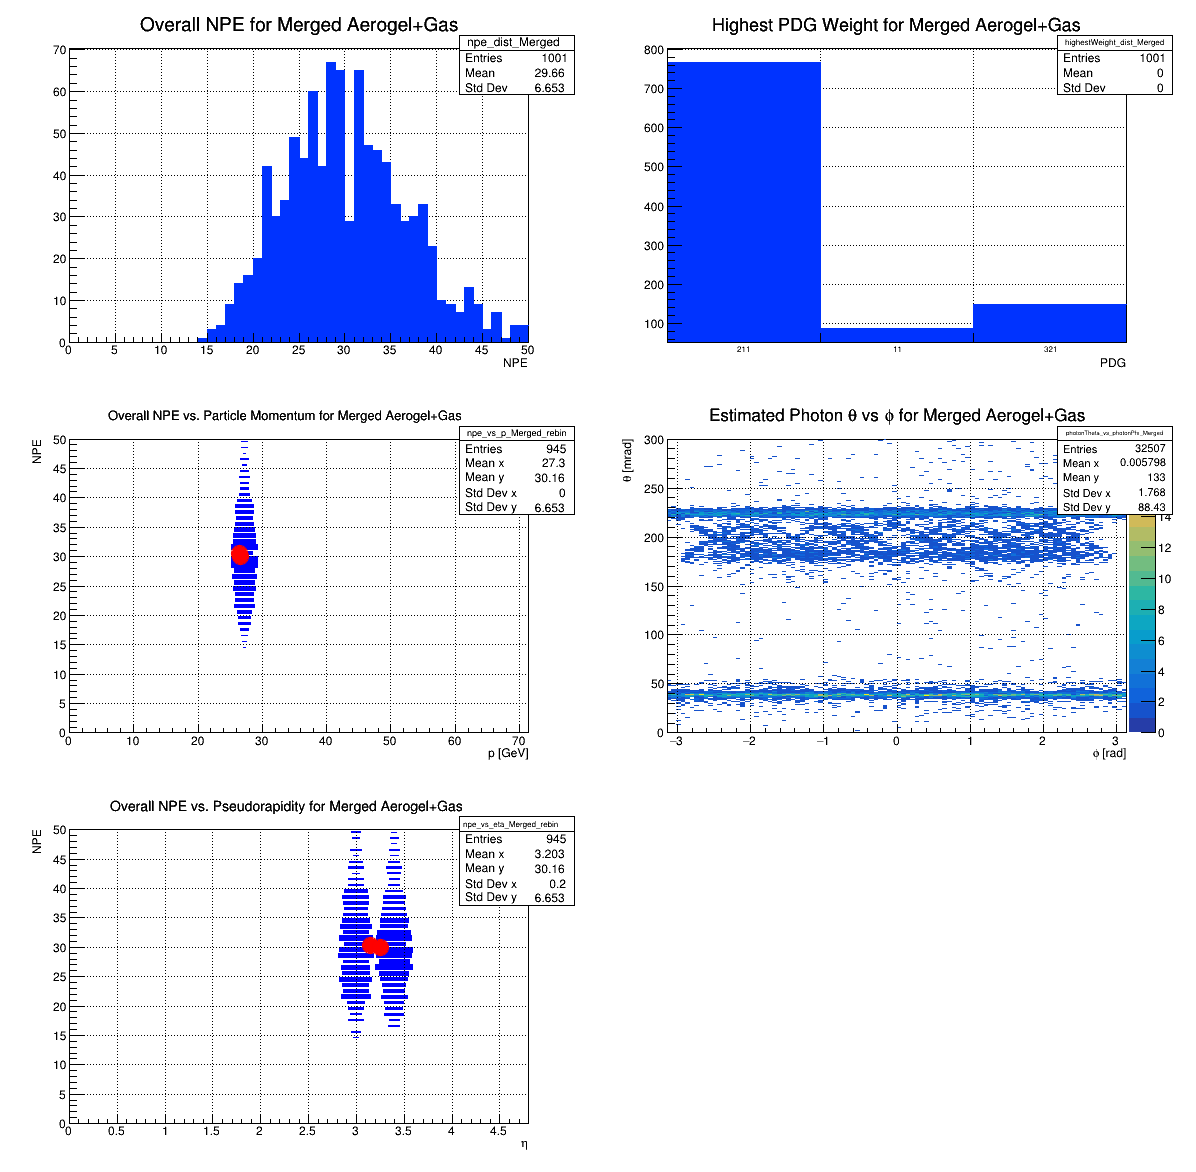 Overall NPE for Merged Aerogel+Gas
npe_dist_Merged
Entries 1001
Mean 29.66
Std Dev 6.653
70
60
50
40
30
20
10
0
0 5 10 15 20 25 30 35 40 45 50
NPE
Highest PDG Weight for Merged Aerogel+Gas
highestWeight_dist_Merged
Entries 1001
Mean 0
Std Dev 0
800
700
600
500
400
300
200
100
211 11 321
PDG
Overall NPE vs. Particle Momentum for Merged Aerogel+Gas
npe_vs_p_Merged_rebin
Entries 945
Mean x 27.3
Mean y 30.16
Std Dev x 0
Std Dev y 6.653
NPE
50
45
40
35
30
25
20
15
10
5
0
0 10 20 30 40 50 60 70
p [GeV]
Estimated Photon θ vs ϕ for Merged Aerogel+Gas
photonTheta_vs_photonPhi_Merged
Entries 32507
Mean x 0.005798
Mean y 133
Std Dev x 1.768
Std Dev y 88.43
θ [mrad]
300
250
200
150
100
50
0
−3 −2 −1 0 1 2 3
ϕ [rad]
14
12
10
8
6
4
2
0
Overall NPE vs. Pseudorapidity for Merged Aerogel+Gas
npe_vs_eta_Merged_rebin
Entries 945
Mean x 3.203
Mean y 30.16
Std Dev x 0.2
Std Dev y 6.653
NPE
50
45
40
35
30
25
20
15
10
5
0
0 0.5 1 1.5 2 2.5 3 3.5 4 4.5
η